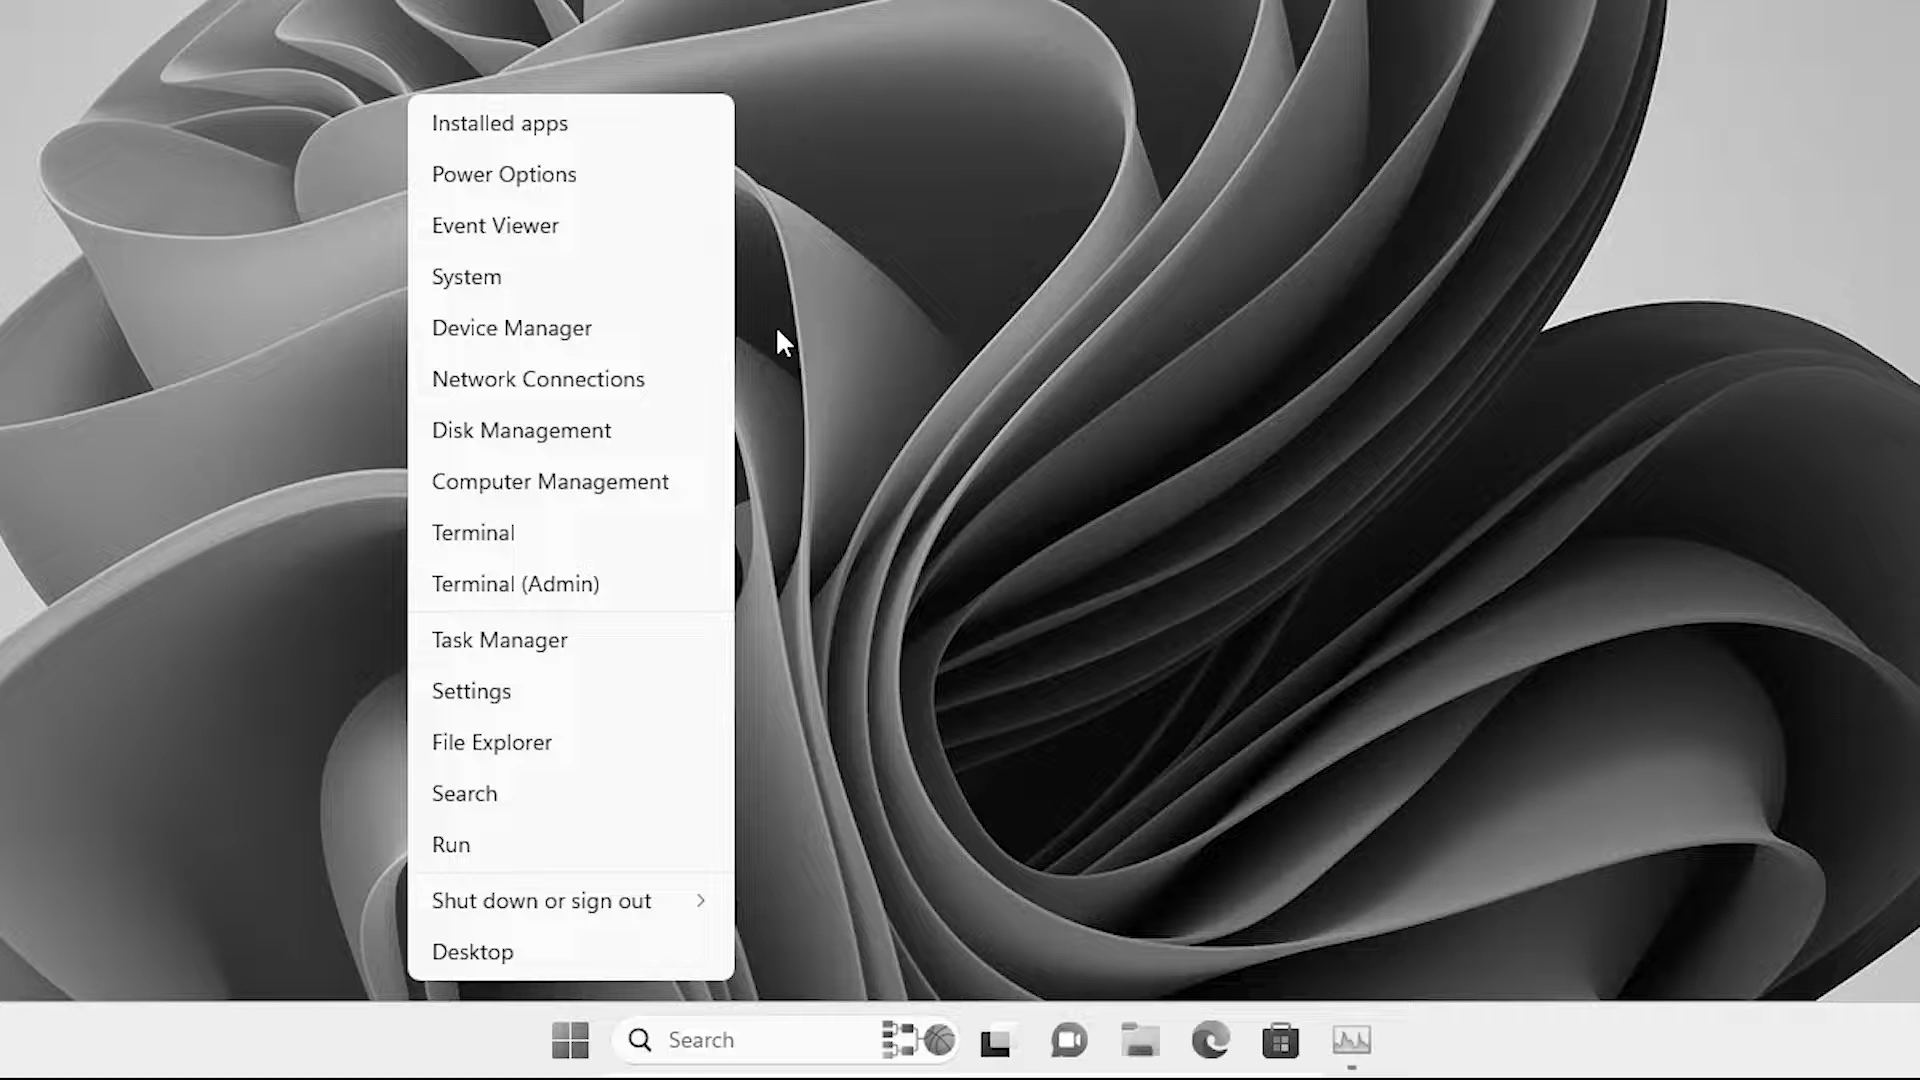 Installed apps
Power Options
Event Viewer
System
Device Manager
Network Connections
Disk Management
Computer Management
Terminal
Terminal (Admin)
Task Manager
Settings
File Explorer
Search
Run
Shut down or sign out
Desktop
Search